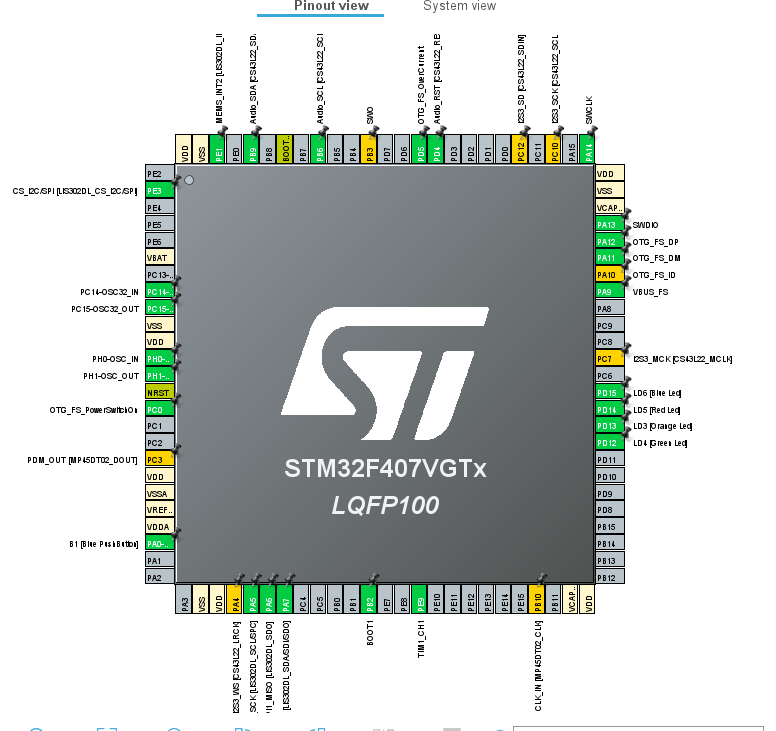 Pinout view
System view
MEMS_INT2 [LIS302DL_II
Audio_SDA [CS43L22_SD.
Audio_SCL [CS43L22_SCI
SWO
OTG_FS_OverCurrent
Audio_RST [CS43L22_RE
I2S3_SD [CS43L22_SDIN]
I2S3_SCK [CS43L22_SCL
SWCLK
VDD
VSS
PE1
PE0
PB9
PB8
BOOT..
PB7
PB6
PB5
PB4
PB3
PD7
PD6
PD5
PD4
PD3
PD2
PD1
PD0
PC12
PC11
PC10
PA15
PA14
PE2
CS_I2C/SPI [LIS302DL_CS_I2C/SPI]
PE3
PE4
PE5
PE6
VBAT
PC13-..
PC14-OSC32_IN
PC14-..
PC15-OSC32_OUT
PC15-..
VSS
VDD
PH0-OSC_IN
PH0-..
PH1-OSC_OUT
PH1-..
NRST
OTG_FS_PowerSwitchOn
PC0
PC1
PC2
PDM_OUT [MP45DT02_DOUT]
PC3
VDD
VSSA
VREF..
VDDA
B1 [Blue PushButton]
PA0-..
PA1
PA2
STM32F407VGTx
LQFP100
VDD
VSS
VCAP..
PA13
SWDIO
PA12
OTG_FS_DP
PA11
OTG_FS_DM
PA10
OTG_FS_ID
PA9
VBUS_FS
PA8
PC9
PC8
PC7
I2S3_MCK [CS43L22_MCLK]
PC6
PD15
LD6 [Blue Led]
PD14
LD5 [Red Led]
PD13
LD3 [Orange Led]
PD12
LD4 [Green Led]
PD11
PD10
PD9
PD8
PB15
PB14
PB13
PB12
PA3
VSS
VDD
PA4
PA5
PA6
PA7
PC4
PC5
PB0
PB1
PB2
PE7
PE8
PE9
PE10
PE11
PE12
PE13
PE14
PE15
PB10
PB11
VCAP..
VDD
I2S3_WS [CS43L22_LRCK]
SCK [LIS302DL_SCL/SPC]
I1_MISO [LIS302DL_SDO]
[LIS302DL_SDA/SDI/SDO]
BOOT1
TIM1_CH1
CLK_IN [MP45DT02_CLK]